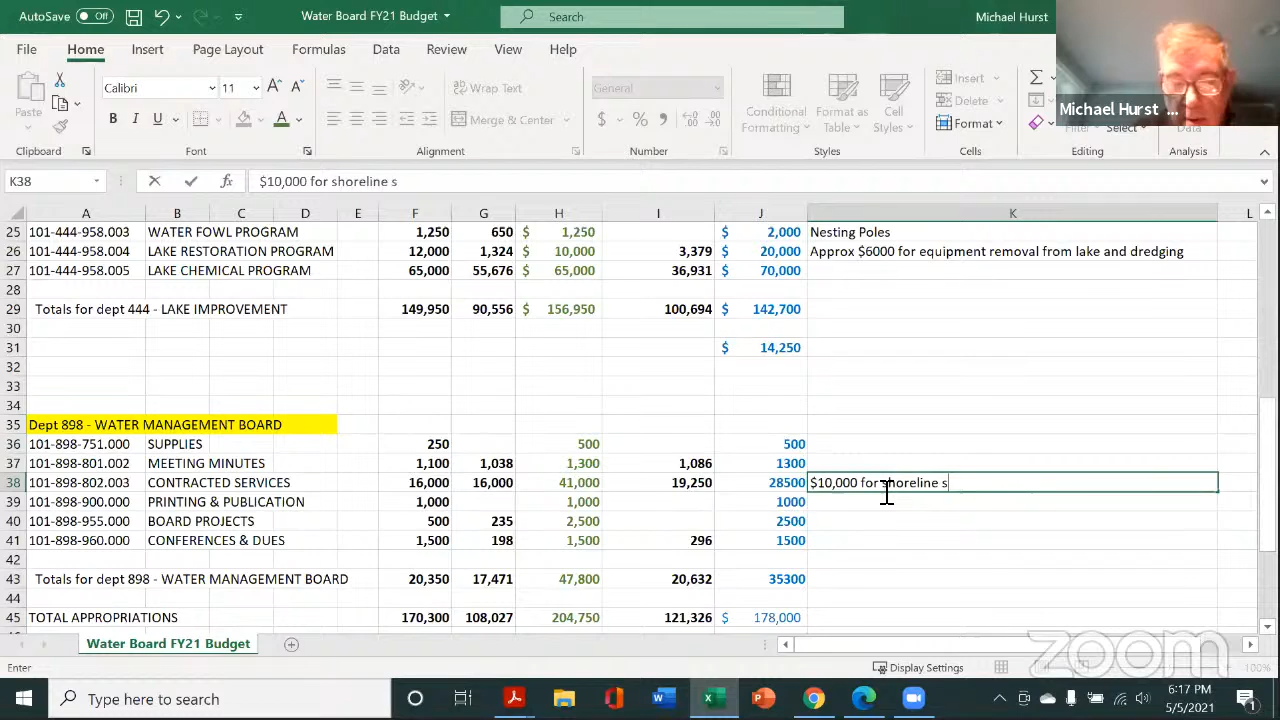 AutoSave Off Water Board FY21 Budget Search Michael Hurst
File Home Insert Page Layout Formulas Data Review View Help
Calibri 11 Wrap Text General Insert
Paste Merge & Center Conditional Formatting Format as Table Cell Styles Delete Format Filter Select Data
Michael Hurst ...
Clipboard Font Alignment Number Styles Cells Editing Analysis
K38 $10,000 for shoreline s
A B C D E F G H I J K L
25 101-444-958.003 WATER FOWL PROGRAM 1,250 650 $ 1,250 $ 2,000 Nesting Poles
26 101-444-958.004 LAKE RESTORATION PROGRAM 12,000 1,324 $ 10,000 3,379 $ 20,000 Approx $6000 for equipment removal from lake and dredging
27 101-444-958.005 LAKE CHEMICAL PROGRAM 65,000 55,676 $ 65,000 36,931 $ 70,000
28
29 Totals for dept 444 - LAKE IMPROVEMENT 149,950 90,556 $ 156,950 100,694 $ 142,700
30
31 $ 14,250
32
33
34
35 Dept 898 - WATER MANAGEMENT BOARD
36 101-898-751.000 SUPPLIES 250 500 500
37 101-898-801.002 MEETING MINUTES 1,100 1,038 1,300 1,086 1300
38 101-898-802.003 CONTRACTED SERVICES 16,000 16,000 41,000 19,250 28500 $10,000 for shoreline s
39 101-898-900.000 PRINTING & PUBLICATION 1,000 1,000 1000
40 101-898-955.000 BOARD PROJECTS 500 235 2,500 2500
41 101-898-960.000 CONFERENCES & DUES 1,500 198 1,500 296 1500
42
43 Totals for dept 898 - WATER MANAGEMENT BOARD 20,350 17,471 47,800 20,632 35300
44
45 TOTAL APPROPRIATIONS 170,300 108,027 204,750 121,326 $ 178,000
Water Board FY21 Budget
zoom
Enter Display Settings 100%
Type here to search 6:17 PM
5/5/2021 1